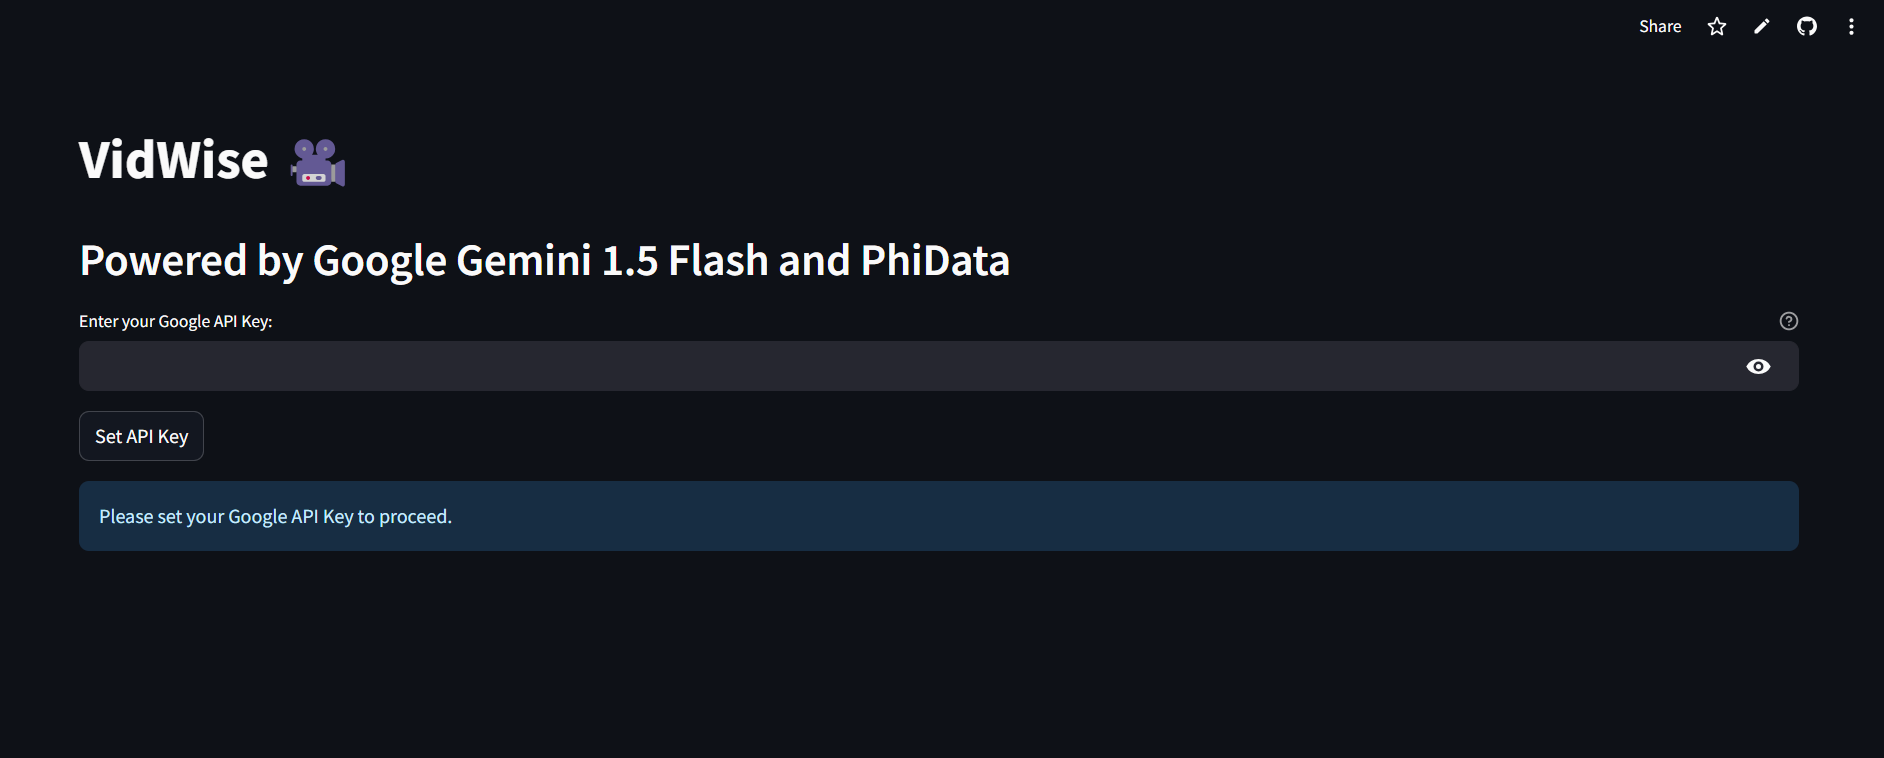 Share
VidWise
Powered by Google Gemini 1.5 Flash and PhiData
Enter your Google API Key:
Set API Key
Please set your Google API Key to proceed.